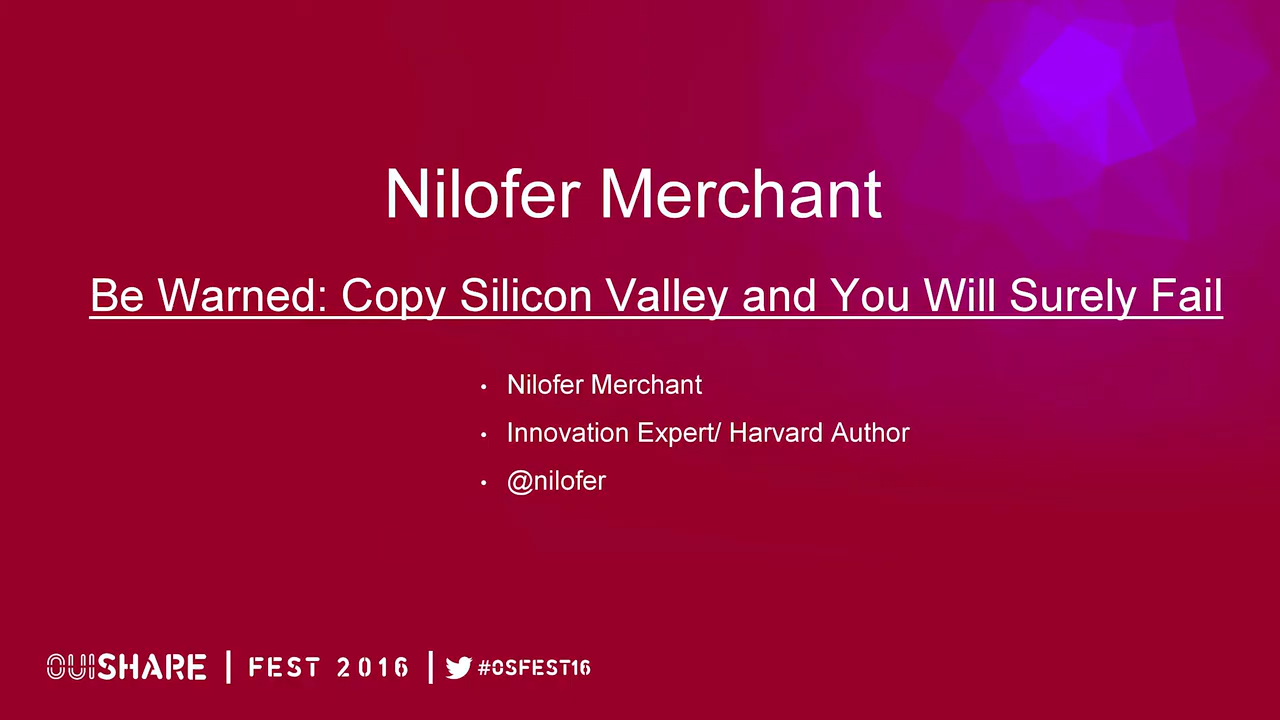 Nilofer Merchant
Be Warned: Copy Silicon Valley and You Will Surely Fail
• Nilofer Merchant
• Innovation Expert/ Harvard Author
• @nilofer
OUISHARE | FEST 2016 | #OSFEST16